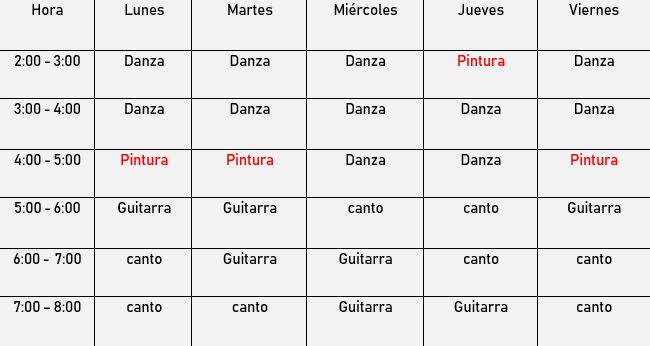 Hora Lunes Martes Miércoles Jueves Viernes
2:00 - 3:00 Danza Danza Danza Pintura Danza
3:00 - 4:00 Danza Danza Danza Danza Danza
4:00 - 5:00 Pintura Pintura Danza Danza Pintura
5:00 - 6:00 Guitarra Guitarra canto canto Guitarra
6:00 - 7:00 canto Guitarra Guitarra canto canto
7:00 – 8:00 canto canto Guitarra Guitarra canto